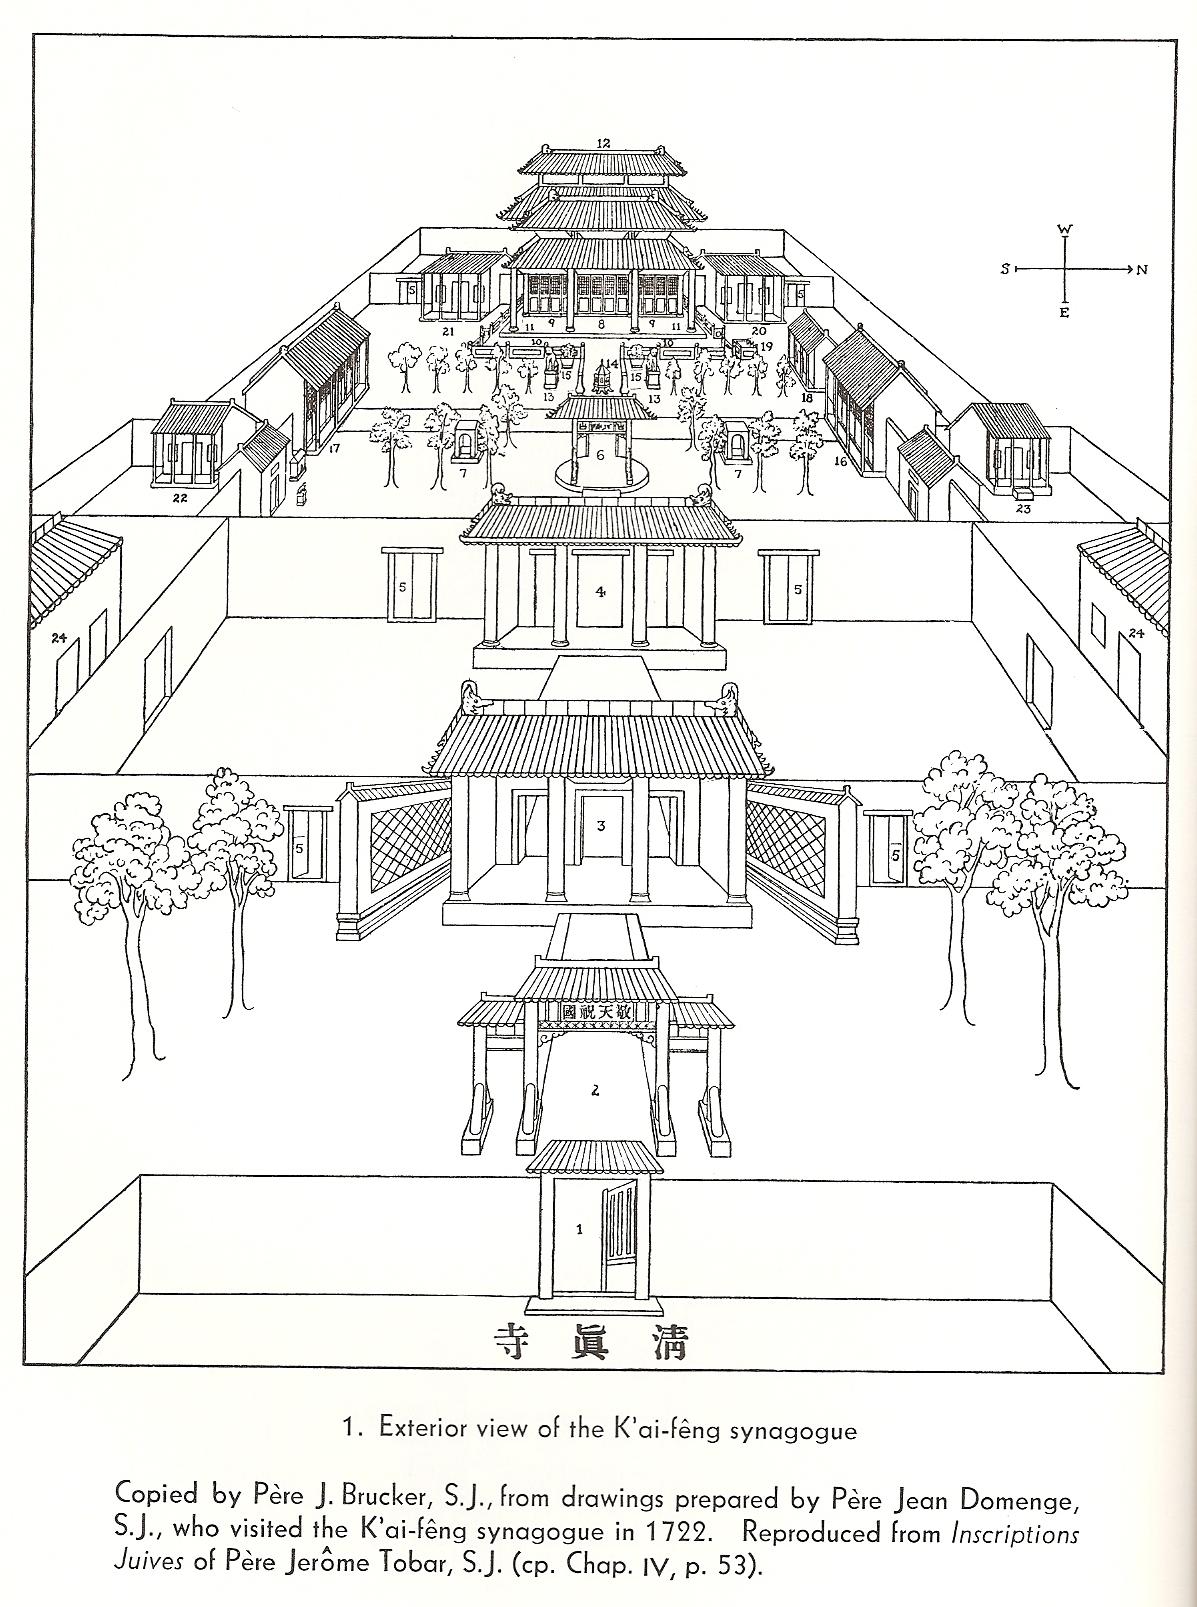 12
W
S N
E
5
5
21
11 9 8 9 11
20
10 10
19
14
15 15
13 13
18
17
6
7 7
16
22
23
4
5 5
24
24
3
5
5
敬天祝國
2
1
清眞寺
1. Exterior view of the K'ai-fêng synagogue
Copied by Père J. Brucker, S.J., from drawings prepared by Père Jean Domenge,
S.J., who visited the K'ai-fêng synagogue in 1722. Reproduced from Inscriptions
Juives of Père Jerôme Tobar, S.J. (cp. Chap. IV, p. 53).